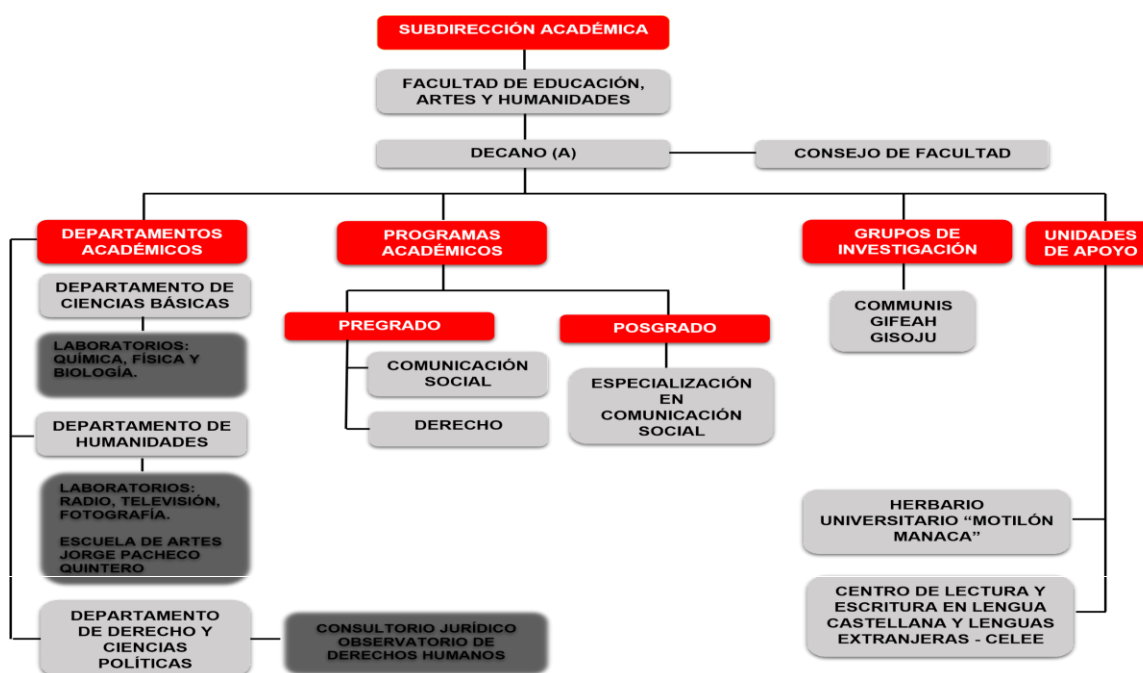 SUBDIRECCIÓN ACADÉMICA
FACULTAD DE EDUCACIÓN,
ARTES Y HUMANIDADES
DECANO (A)
CONSEJO DE FACULTAD
DEPARTAMENTOS
ACADÉMICOS
PROGRAMAS
ACADÉMICOS
GRUPOS DE
INVESTIGACIÓN
UNIDADES
DE APOYO
DEPARTAMENTO DE
CIENCIAS BÁSICAS
LABORATORIOS:
QUÍMICA, FÍSICA Y
BIOLOGÍA.
DEPARTAMENTO DE
HUMANIDADES
LABORATORIOS:
RADIO, TELEVISIÓN,
FOTOGRAFÍA.
ESCUELA DE ARTES
JORGE PACHECO
QUINTERO
DEPARTAMENTO
DE DERECHO Y
CIENCIAS
POLÍTICAS
CONSULTORIO JURÍDICO
OBSERVATORIO DE
DERECHOS HUMANOS
PREGRADO
COMUNICACIÓN
SOCIAL
DERECHO
POSGRADO
ESPECIALIZACIÓN
EN
COMUNICACIÓN
SOCIAL
COMMUNIS
GIFEAH
GISOJU
HERBARIO
UNIVERSITARIO “MOTILÓN
MANACA”
CENTRO DE LECTURA Y
ESCRITURA EN LENGUA
CASTELLANA Y LENGUAS
EXTRANJERAS - CELEE